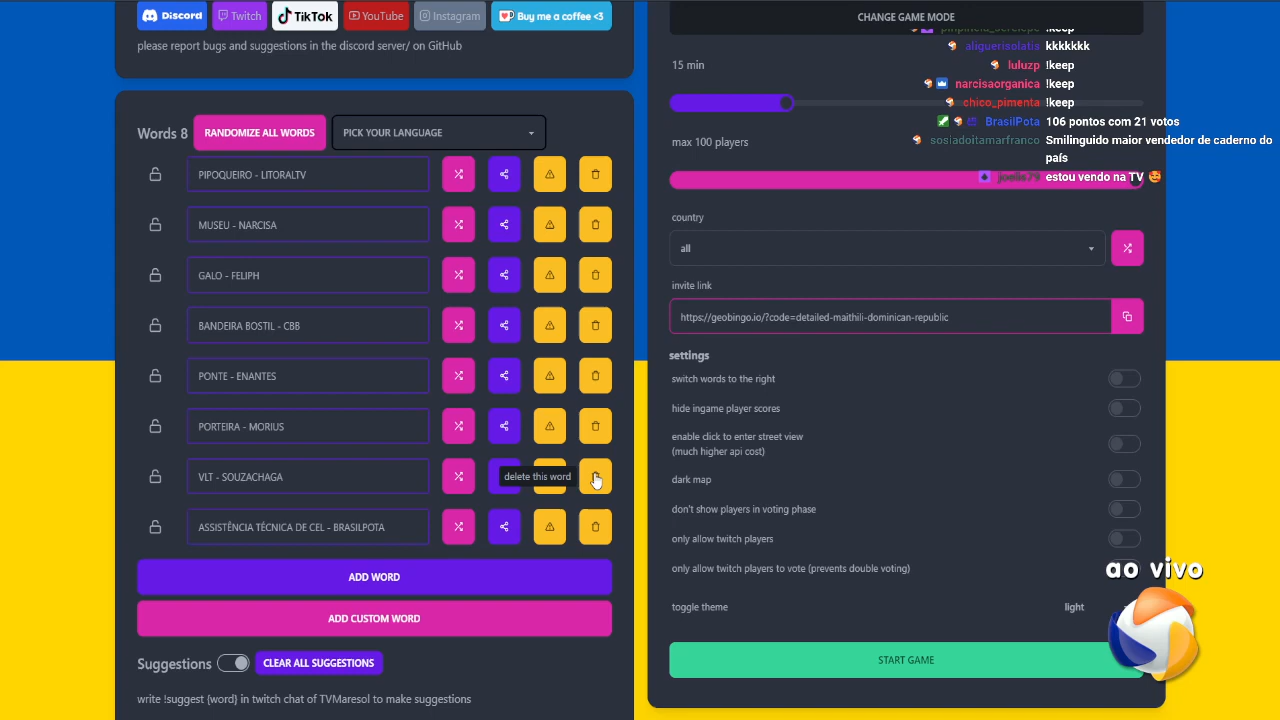 Discord
Twitch
TikTok
YouTube
Instagram
Buy me a coffee <3
please report bugs and suggestions in the discord server/ on GitHub
Words 8
RANDOMIZE ALL WORDS
PICK YOUR LANGUAGE
PIPOQUEIRO - LITORALTV
MUSEU - NARCISA
GALO - FELIPH
BANDEIRA BOSTIL - CBB
PONTE - ENANTES
PORTEIRA - MORIUS
VLT - SOUZACHAGA
delete this word
ASSISTÊNCIA TÉCNICA DE CEL - BRASILPOTA
ADD WORD
ADD CUSTOM WORD
Suggestions
CLEAR ALL SUGGESTIONS
write !suggest (word) in twitch chat of TVMaresol to make suggestions
CHANGE GAME MODE
!keep
aliguerisolatis kkkkkkk
15 min
luluzp !keep
narcisaorganica !keep
chico_pimenta !keep
BrasilPota 106 pontos com 21 votos
max 100 players
sosiadoitamarfranco Smilinguido maior vendedor de caderno do
país
joells79 estou vendo na TV
country
all
invite link
https://geobingo.io/?code=detailed-maithili-dominican-republic
settings
switch words to the right
hide ingame player scores
enable click to enter street view
(much higher api cost)
dark map
don't show players in voting phase
only allow twitch players
only allow twitch players to vote (prevents double voting)
ao vivo
toggle theme
light
START GAME